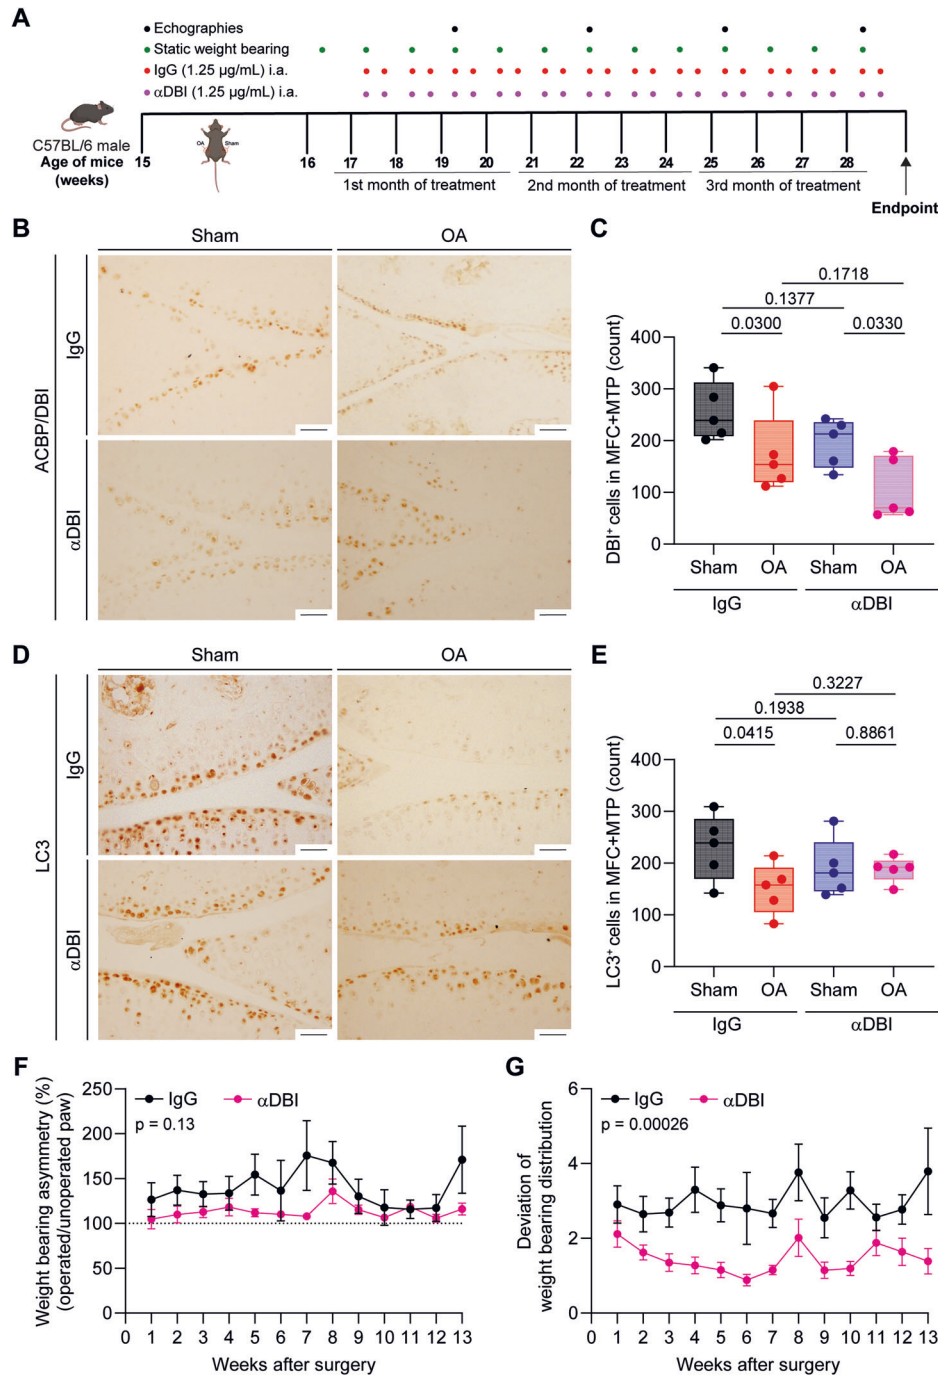 A
Echographies
Static weight bearing
IgG (1.25 µg/mL) i.a.
αDBI (1.25 µg/mL) i.a.
C57BL/6 male
Age of mice
(weeks)
OA Sham
15 16 17 18 19 20 21 22 23 24 25 26 27 28
1st month of treatment 2nd month of treatment 3rd month of treatment
Endpoint
B
Sham OA
ACBP/DBI
IgG
αDBI
C
0.1718
0.1377
0.0300 0.0330
DBI⁺ cells in MFC+MTP (count)
400
300
200
100
0
Sham OA Sham OA
IgG αDBI
D
Sham OA
LC3
IgG
αDBI
E
0.3227
0.1938
0.0415 0.8861
LC3⁺ cells in MFC+MTP (count)
400
300
200
100
0
Sham OA Sham OA
IgG αDBI
F
Weight bearing asymmetry (%)
(operated/unoperated paw)
250
200
150
100
50
0
IgG αDBI
p = 0.13
0 1 2 3 4 5 6 7 8 9 10 11 12 13
Weeks after surgery
G
Deviation of
weight bearing distribution
6
4
2
0
IgG αDBI
p = 0.00026
0 1 2 3 4 5 6 7 8 9 10 11 12 13
Weeks after surgery